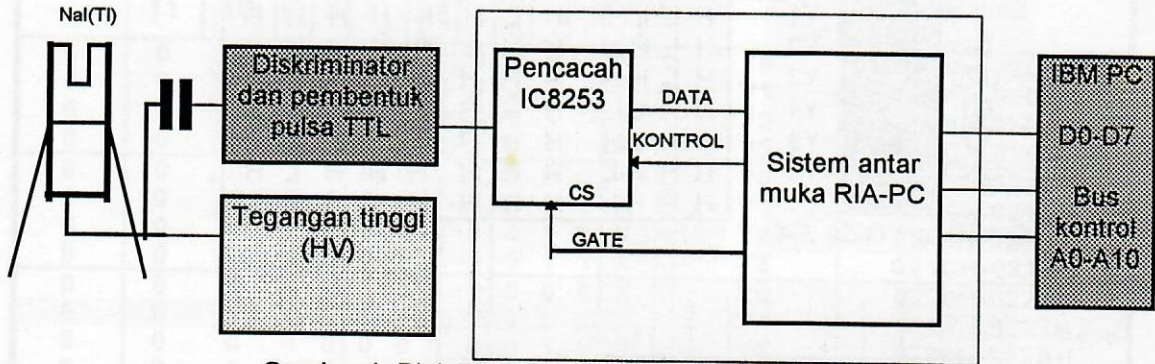 NaI(Tl)
Diskriminator
dan pembentuk
pulsa TTL
Tegangan tinggi
(HV)
Pencacah
IC8253
CS
DATA
KONTROL
GATE
Sistem antar
muka RIA-PC
IBM PC
D0-D7
Bus
kontrol
A0-A10